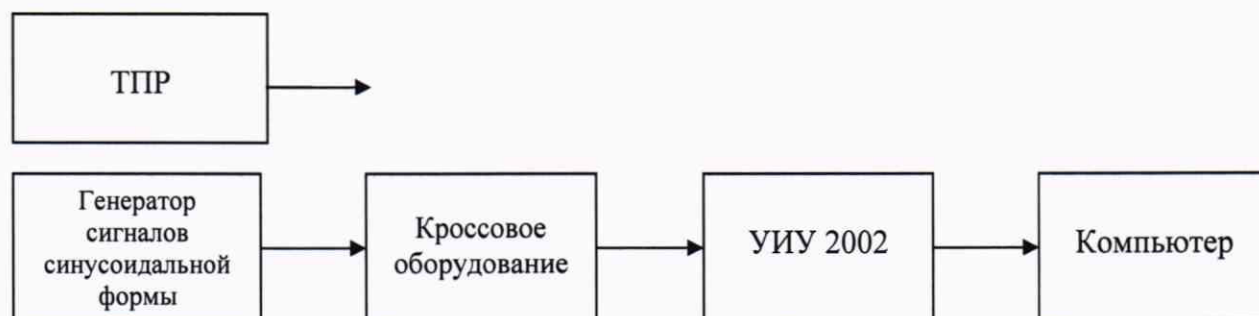 ТПР
Генератор
сигналов
синусоидальной
формы
Кроссовое
оборудование
УИУ 2002
Компьютер